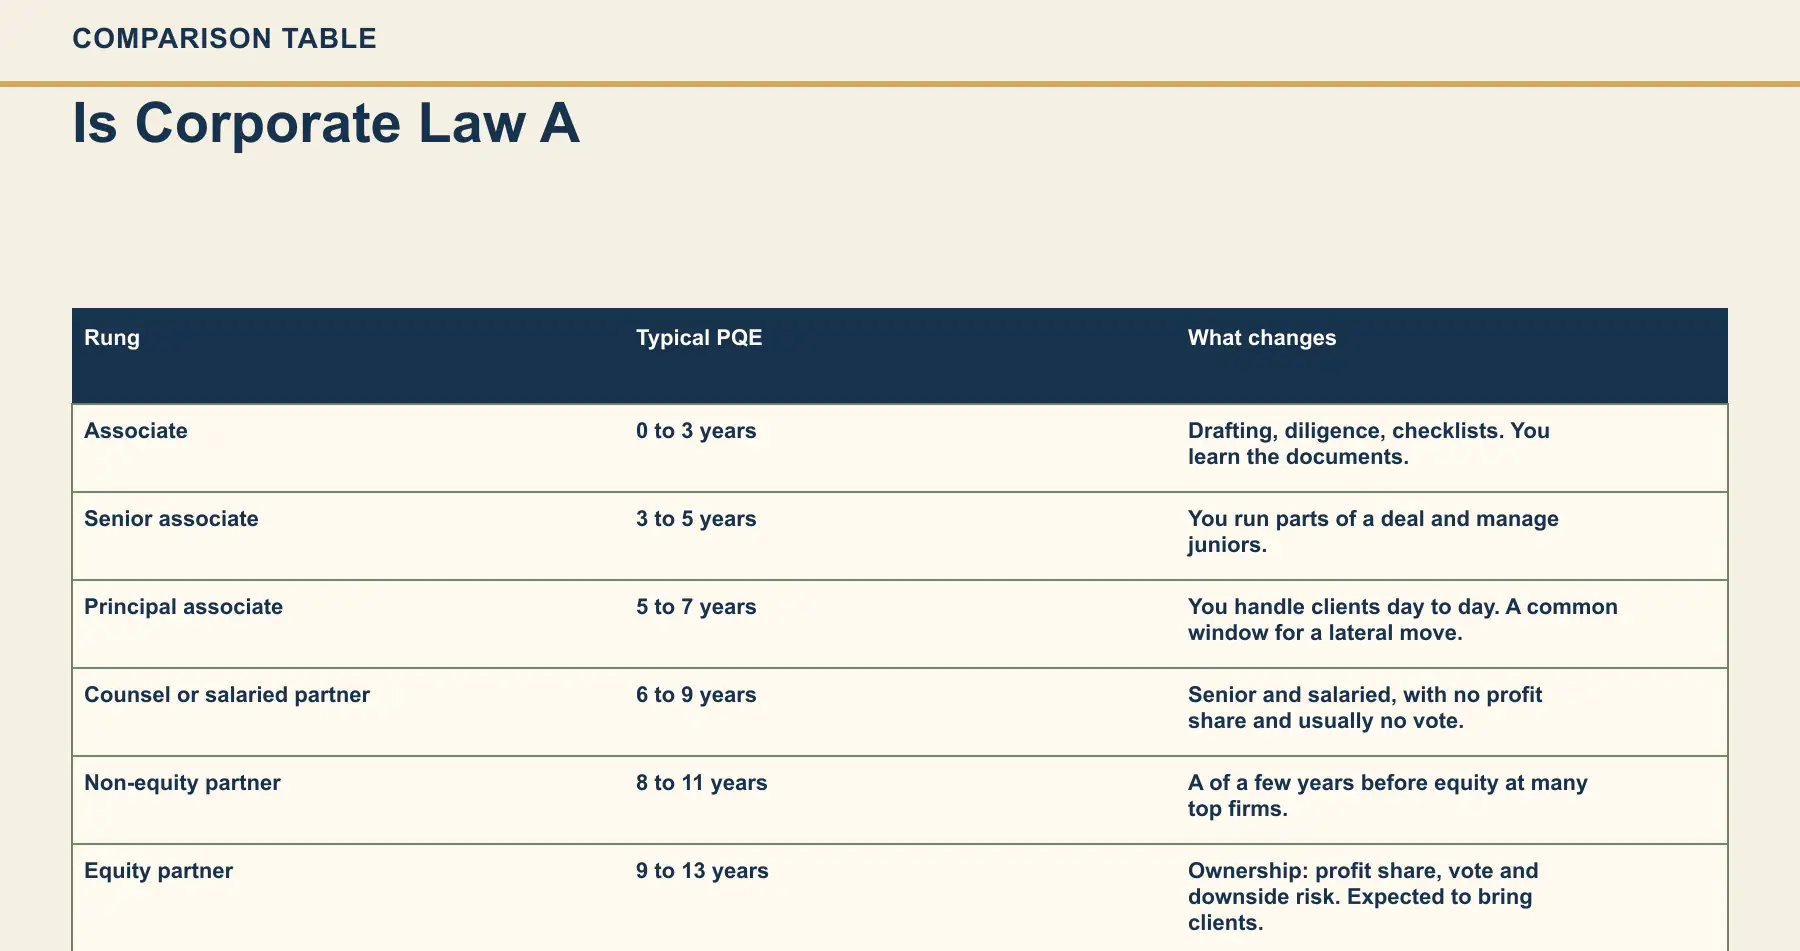 COMPARISON TABLE
Is Corporate Law A
Rung
Typical PQE
What changes
Associate
0 to 3 years
Drafting, diligence, checklists. You
learn the documents.
Senior associate
3 to 5 years
You run parts of a deal and manage
juniors.
Principal associate
5 to 7 years
You handle clients day to day. A common
window for a lateral move.
Counsel or salaried partner
6 to 9 years
Senior and salaried, with no profit
share and usually no vote.
Non-equity partner
8 to 11 years
A of a few years before equity at many
top firms.
Equity partner
9 to 13 years
Ownership: profit share, vote and
downside risk. Expected to bring
clients.